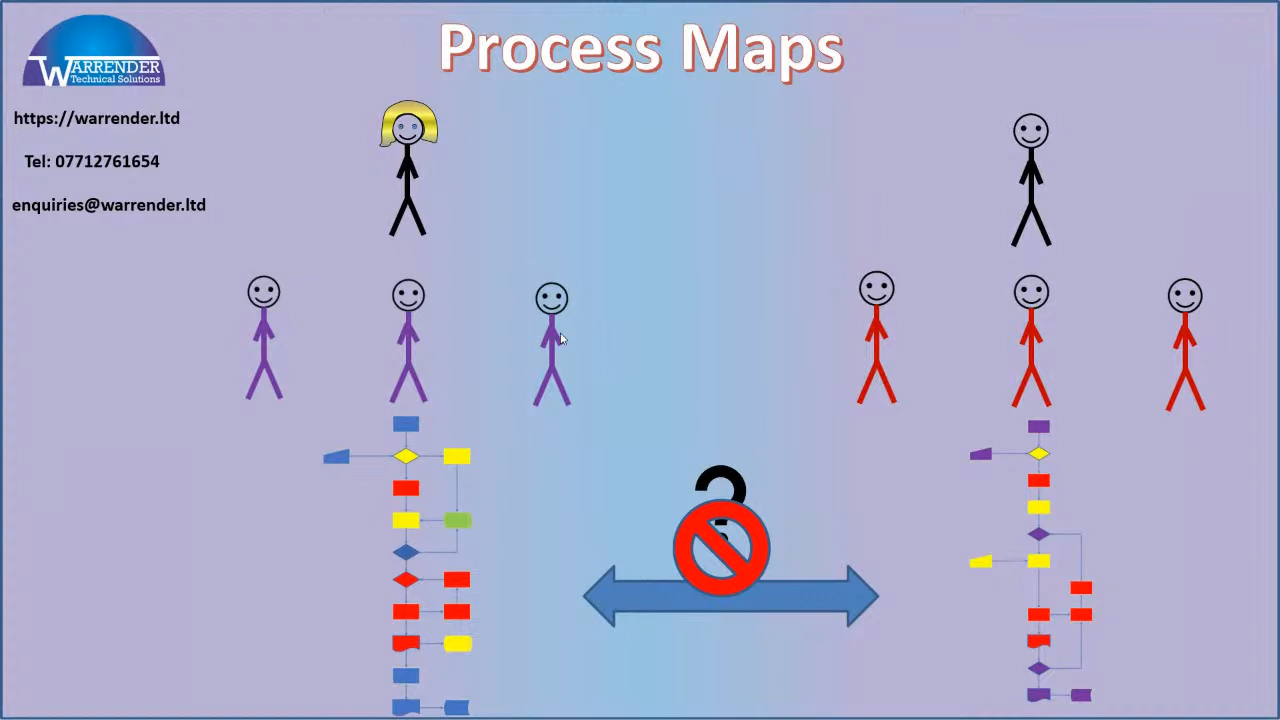 Process Maps
WARRENDER
Technical Solutions
https://warrender.ltd
Tel: 07712761654
enquiries@warrender.ltd
?